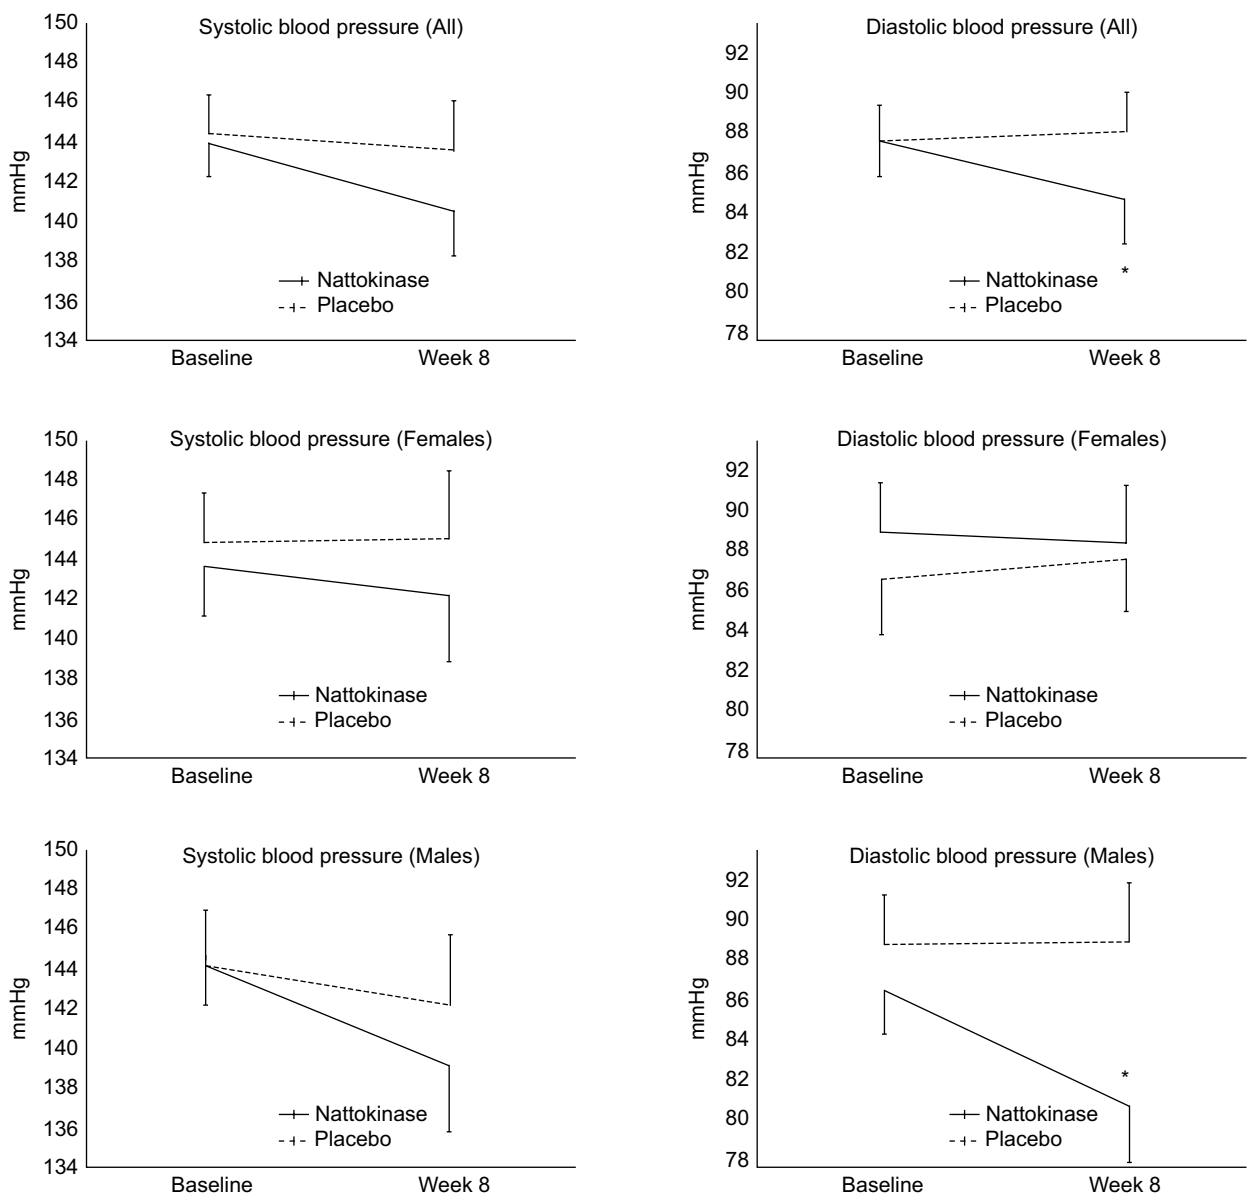 Systolic blood pressure (All)
150
148
146
144
142
140
138
136
134
mmHg
Nattokinase
Placebo
Baseline Week 8
Diastolic blood pressure (All)
92
90
88
86
84
82
80
78
mmHg
*
Nattokinase
Placebo
Baseline Week 8
Systolic blood pressure (Females)
150
148
146
144
142
140
138
136
134
mmHg
Nattokinase
Placebo
Baseline Week 8
Diastolic blood pressure (Females)
92
90
88
86
84
82
80
78
mmHg
Nattokinase
Placebo
Baseline Week 8
Systolic blood pressure (Males)
150
148
146
144
142
140
138
136
134
mmHg
Nattokinase
Placebo
Baseline Week 8
Diastolic blood pressure (Males)
92
90
88
86
84
82
80
78
mmHg
*
Nattokinase
Placebo
Baseline Week 8